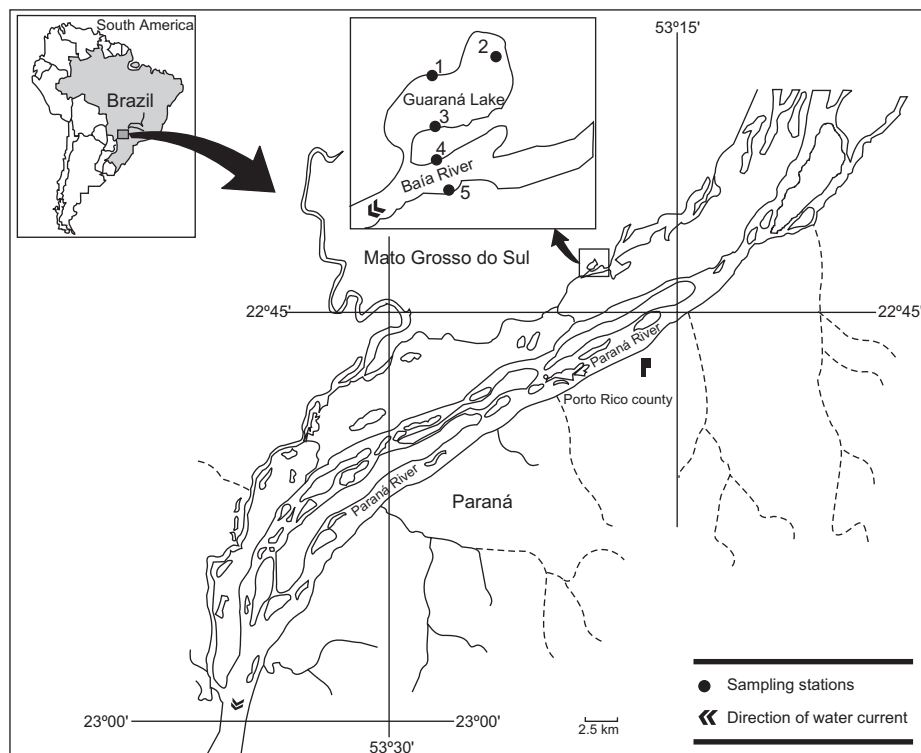 South America
Brazil
1
2
Guaraná Lake
3
4
Baía River
5
53º15'
Mato Grosso do Sul
22º45'
22º45'
Paraná River
Porto Rico county
Paraná River
Paraná
23º00'
23º00'
53º30'
2.5 km
Sampling stations
Direction of water current